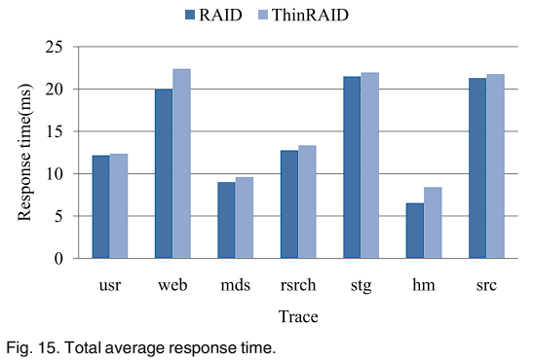 RAID ThinRAID
25
20
15
10
5
0
Response time(ms)
usr web mds rsrch stg hm src
Trace
Fig. 15. Total average response time.